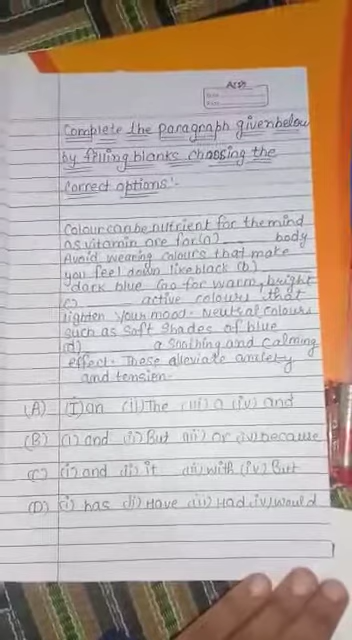 Complete the paragraph given below
by filling blanks choosing the
correct options:-
Colour can be nutrient for the mind
as vitamin are for (a) ___ body
Avoid wearing colours that make
you feel down like black (b) ___
dark blue Go for warm, bright
(c) ___ active colours that
lighten your mood. Neutral colours
such as soft shades of blue
(d) ___ a soothing and calming
effect. These alleviate anxiety
and tension.
(A) (i) an (ii) The (iii) a (iv) and
(B) (i) and (ii) But (iii) or (iv) because
(C) (i) and (ii) it (iii) with (iv) But
(D) (i) has (ii) Have (iii) Had (iv) would